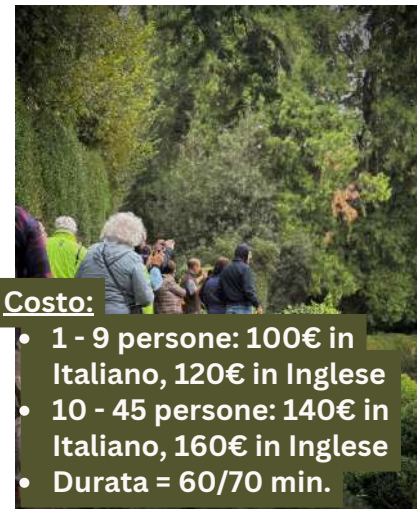 Costo:
• 1 - 9 persone: 100€ in
Italiano, 120€ in Inglese
• 10 - 45 persone: 140€ in
Italiano, 160€ in Inglese
• Durata = 60/70 min.